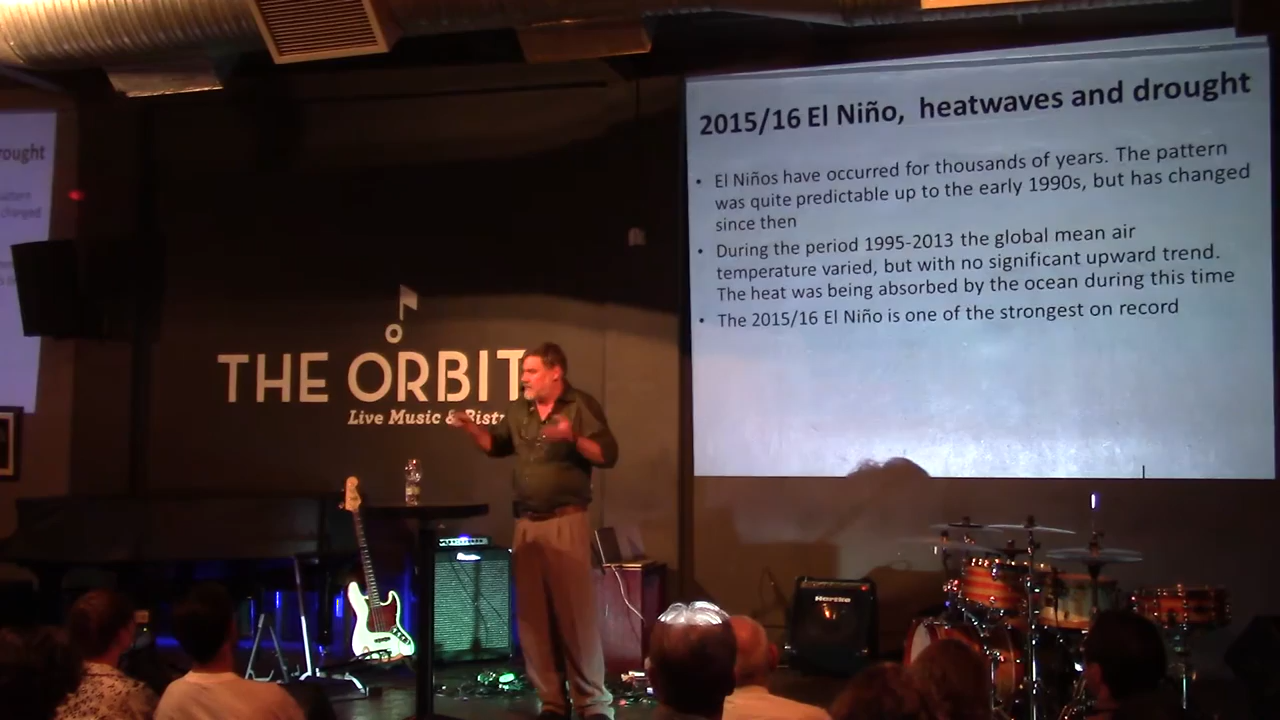 2015/16 El Niño, heatwaves and drought
• El Niños have occurred for thousands of years. The pattern
was quite predictable up to the early 1990s, but has changed
since then
• During the period 1995-2013 the global mean air
temperature varied, but with no significant upward trend.
The heat was being absorbed by the ocean during this time
• The 2015/16 El Niño is one of the strongest on record
THE ORBIT
Live Music &
Hartke